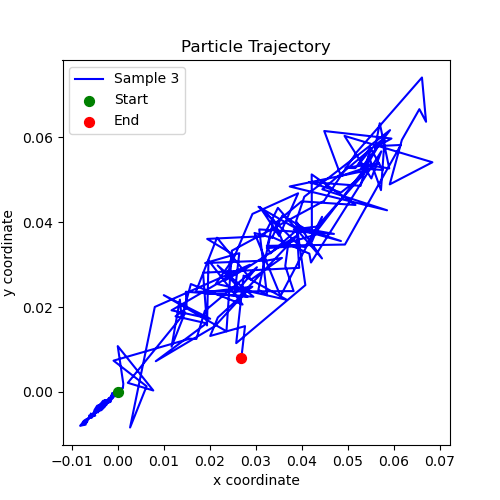 Particle Trajectory
Sample 3
Start
End
0.06
0.04
0.02
0.00
y coordinate
−0.01 0.00 0.01 0.02 0.03 0.04 0.05 0.06 0.07
x coordinate